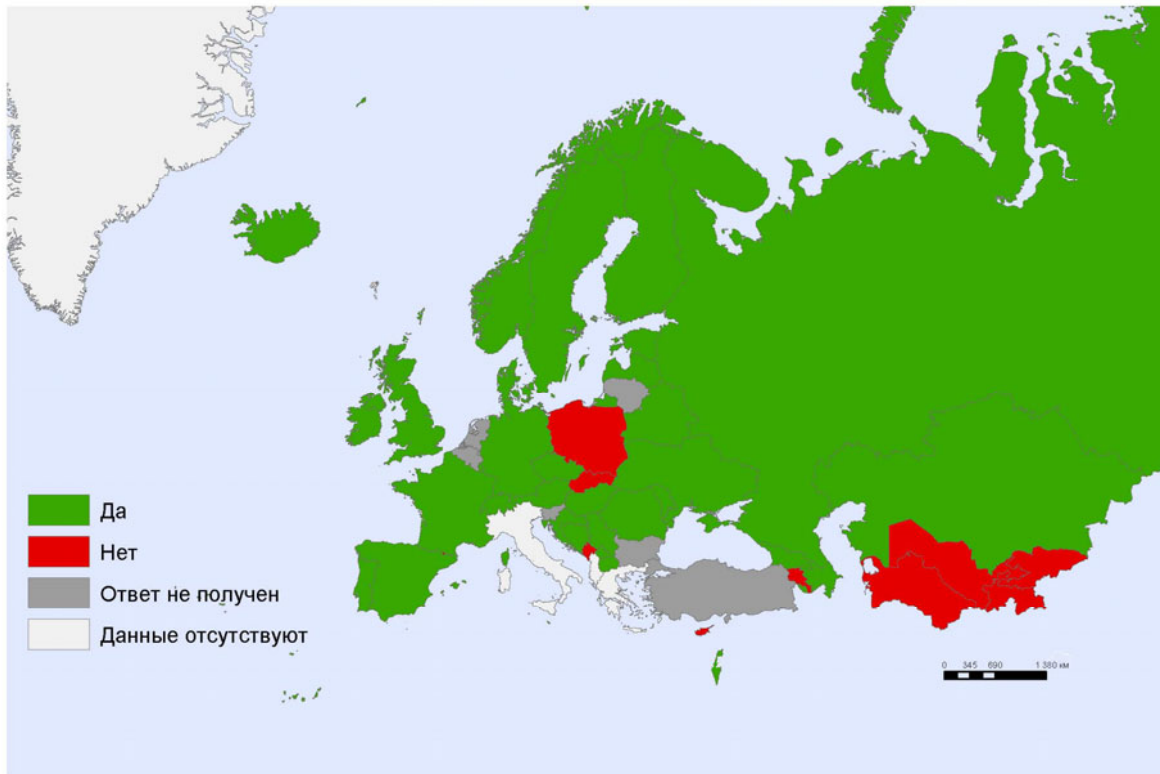 Да
Нет
Ответ не получен
Данные отсутствуют
0 345 690 1 380 км